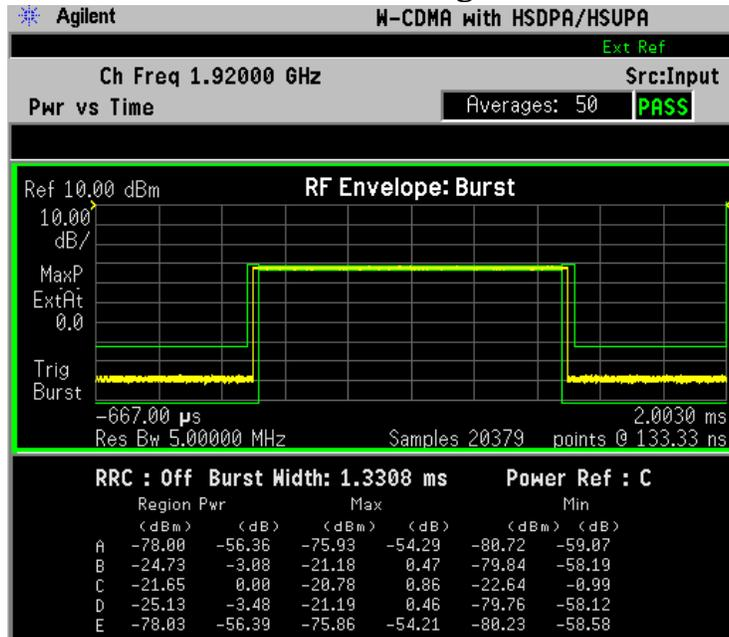 Agilent W-CDMA with HSDPA/HSUPA
Ext Ref
Ch Freq 1.92000 GHz Src:Input
Pwr vs Time Averages: 50 PASS
Ref 10.00 dBm RF Envelope: Burst
10.00
dB/
MaxP
ExtAt
0.0
Trig
Burst
-667.00 µs 2.0030 ms
Res Bw 5.00000 MHz Samples 20379 points @ 133.33 ns
RRC : Off Burst Width: 1.3308 ms Power Ref : C
Region Pwr Max Min
(dBm) (dB) (dBm) (dB) (dBm) (dB)
A -78.00 -56.36 -75.93 -54.29 -80.72 -59.07
B -24.73 -3.08 -21.18 0.47 -79.84 -58.19
C -21.65 0.00 -20.78 0.86 -22.64 -0.99
D -25.13 -3.48 -21.19 0.46 -79.76 -58.12
E -78.03 -56.39 -75.86 -54.21 -80.23 -58.58